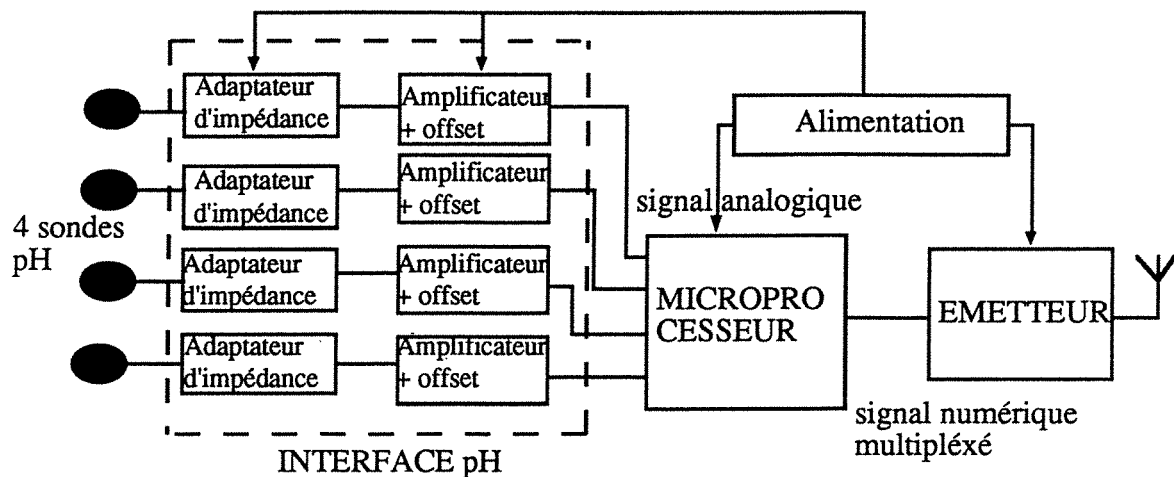 Adaptateur
d'impédance
Amplificateur
+ offset
Alimentation
Adaptateur
d'impédance
Amplificateur
+ offset
signal analogique
4 sondes
pH
Adaptateur
d'impédance
Amplificateur
+ offset
MICROPRO
CESSEUR
EMETTEUR
Adaptateur
d'impédance
Amplificateur
+ offset
signal numérique
multipléxé
INTERFACE pH